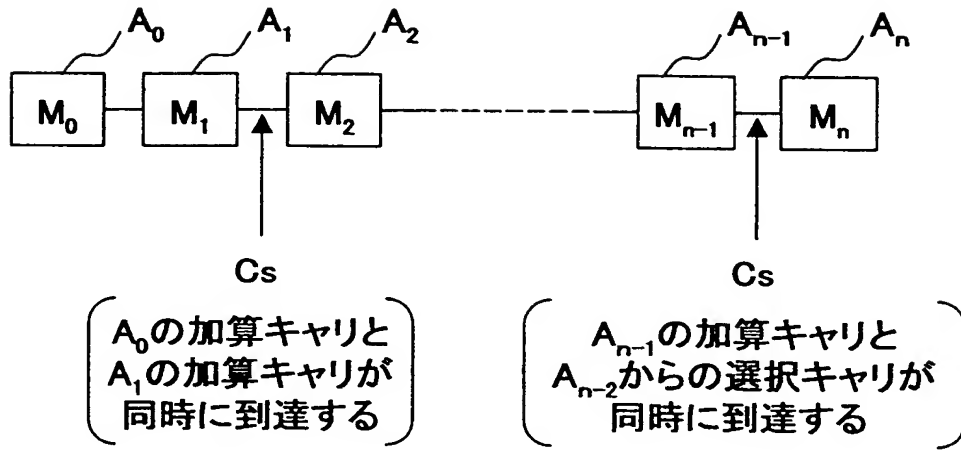 A₀ A₁ A₂ Aₙ₋₁ Aₙ
M₀ M₁ M₂ Mₙ₋₁ Mₙ
Cs Cs
A₀の加算キャリと
A₁の加算キャリが
同時に到達する
Aₙ₋₁の加算キャリと
Aₙ₋₂からの選択キャリが
同時に到達する